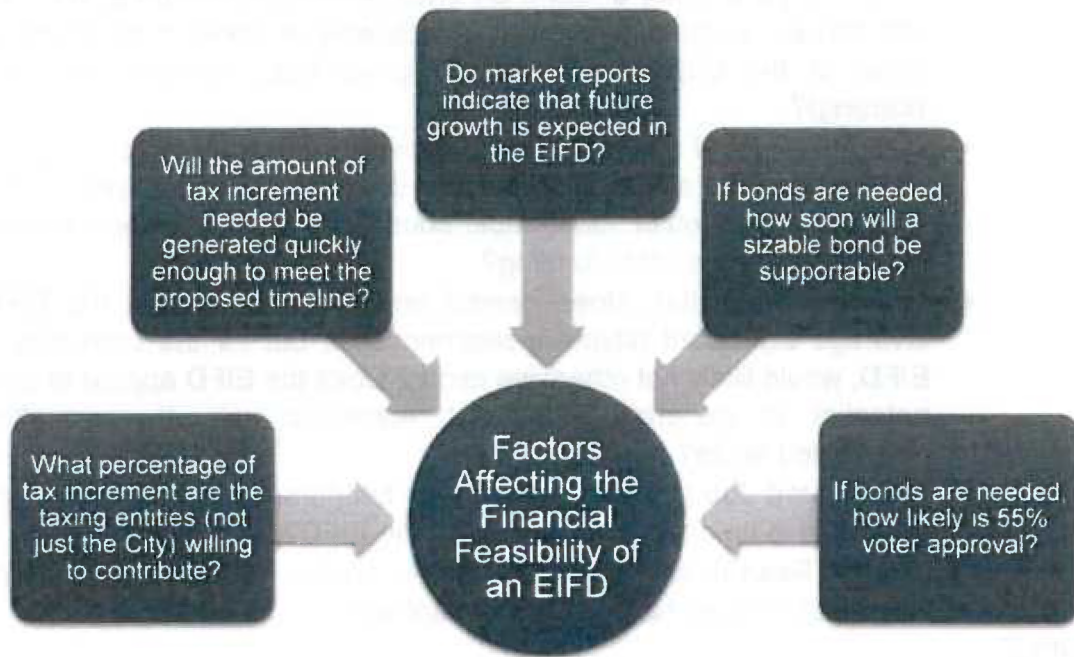 Do market reports
indicate that future
growth is expected in
the EIFD?
Will the amount of
tax increment
needed be
generated quickly
enough to meet the
proposed timeline?
If bonds are needed,
how soon will a
sizable bond be
supportable?
What percentage of
tax increment are the
taxing entities (not
just the City) willing
to contribute?
Factors
Affecting the
Financial
Feasibility of
an EIFD
If bonds are needed,
how likely is 55%
voter approval?